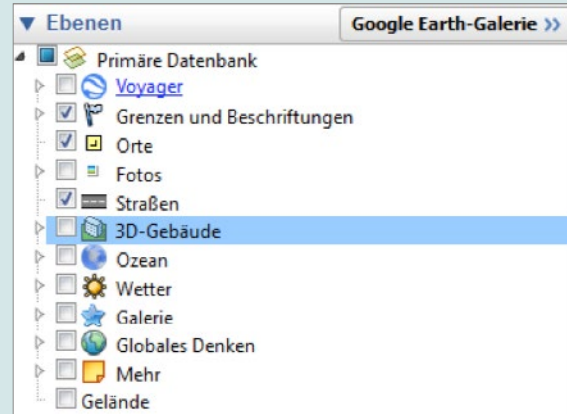 Ebenen
Google Earth-Galerie »
Primäre Datenbank
Voyager
Grenzen und Beschriftungen
Orte
Fotos
Straßen
3D-Gebäude
Ozean
Wetter
Galerie
Globales Denken
Mehr
Gelände